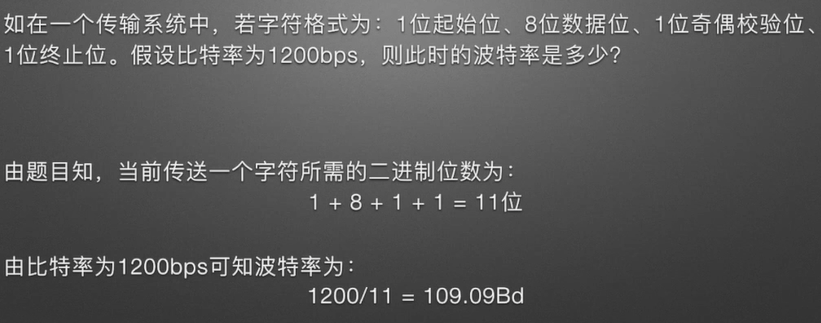 如在一个传输系统中，若字符格式为：1位起始位、8位数据位、1位奇偶校验位、
1位终止位。假设比特率为1200bps，则此时的波特率是多少？
由题目知，当前传送一个字符所需的二进制位数为：
1 + 8 + 1 + 1 = 11位
由比特率为1200bps可知波特率为：
1200/11 = 109.09Bd